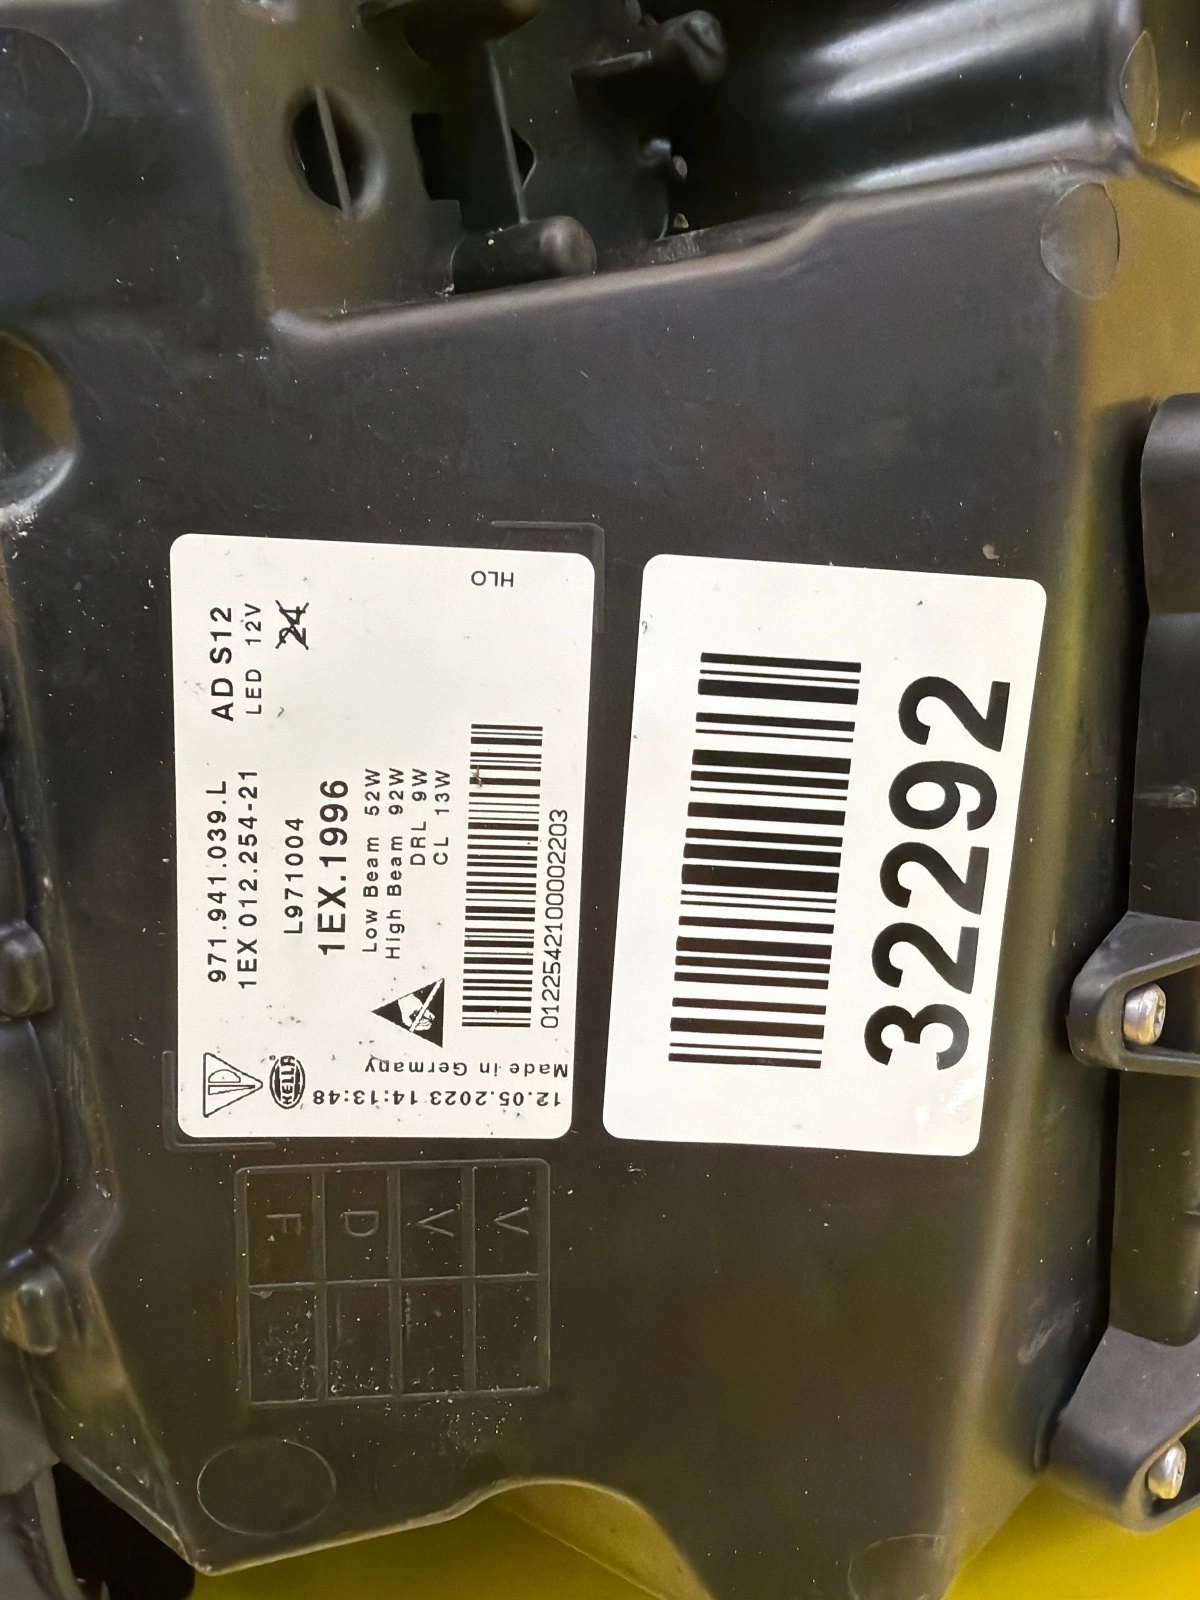 971.941.039.L
AD S12
1EX 012.254-21
LED 12V
L971004
24
1EX.1996
Low Beam 52W
High Beam 92W
DRL 9W
CL 13W
0122542100002203
HLO
HELLA
Made in Germany
12.05.2023 14:13:48
32292
F
D
V
V